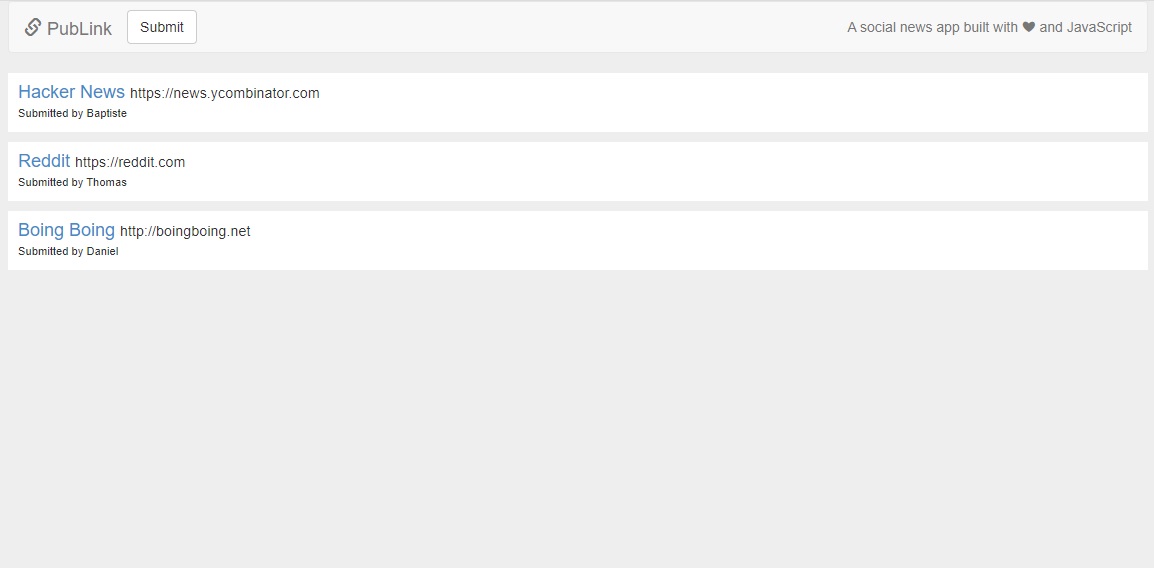 PubLink Submit A social news app built with ❤ and JavaScript
Hacker News https://news.ycombinator.com
Submitted by Baptiste
Reddit https://reddit.com
Submitted by Thomas
Boing Boing http://boingboing.net
Submitted by Daniel